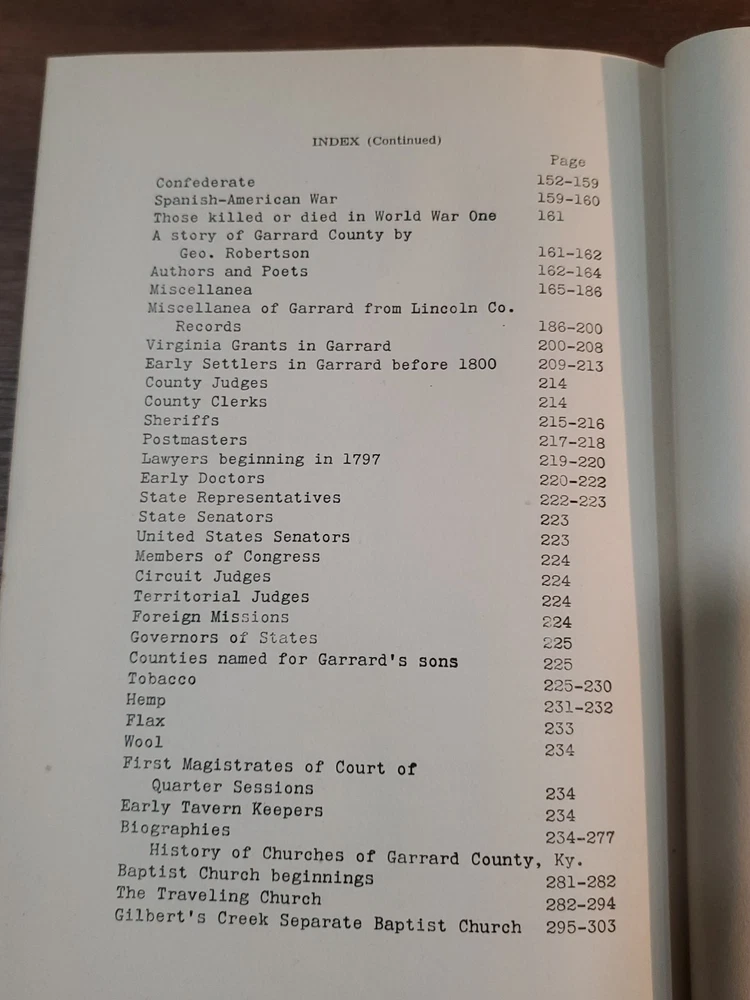 INDEX (Continued)
Page
Confederate 152-159
Spanish-American War 159-160
Those killed or died in World War One 161
A story of Garrard County by
Geo. Robertson 161-162
Authors and Poets 162-164
Miscellanea 165-186
Miscellanea of Garrard from Lincoln Co.
Records 186-200
Virginia Grants in Garrard 200-208
Early Settlers in Garrard before 1800 209-213
County Judges 214
County Clerks 214
Sheriffs 215-216
Postmasters 217-218
Lawyers beginning in 1797 219-220
Early Doctors 220-222
State Representatives 222-223
State Senators 223
United States Senators 223
Members of Congress 224
Circuit Judges 224
Territorial Judges 224
Foreign Missions 224
Governors of States 225
Counties named for Garrard's sons 225
Tobacco 225-230
Hemp 231-232
Flax 233
Wool 234
First Magistrates of Court of
Quarter Sessions 234
Early Tavern Keepers 234
Biographies 234-277
History of Churches of Garrard County, Ky.
Baptist Church beginnings 281-282
The Traveling Church 282-294
Gilbert's Creek Separate Baptist Church 295-303